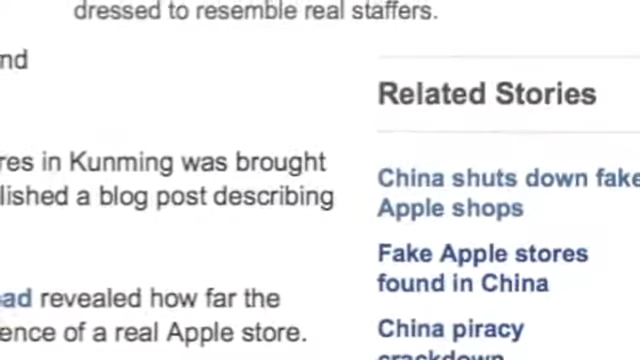 dressed to resemble real staffers.
nd
Related Stories
res in Kunming was brought
lished a blog post describing
China shuts down fake
Apple shops
Fake Apple stores
found in China
ad revealed how far the
ence of a real Apple store.
China piracy
crackdown